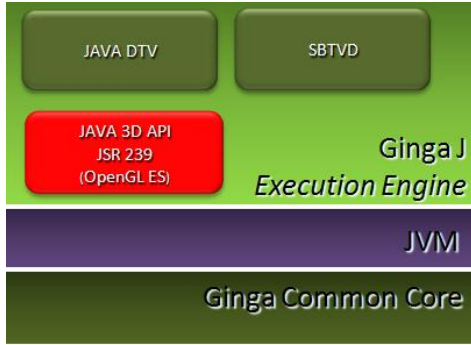 JAVA DTV
SBTVD
JAVA 3D API
JSR 239
(OpenGL ES)
Ginga J
Execution Engine
JVM
Ginga Common Core